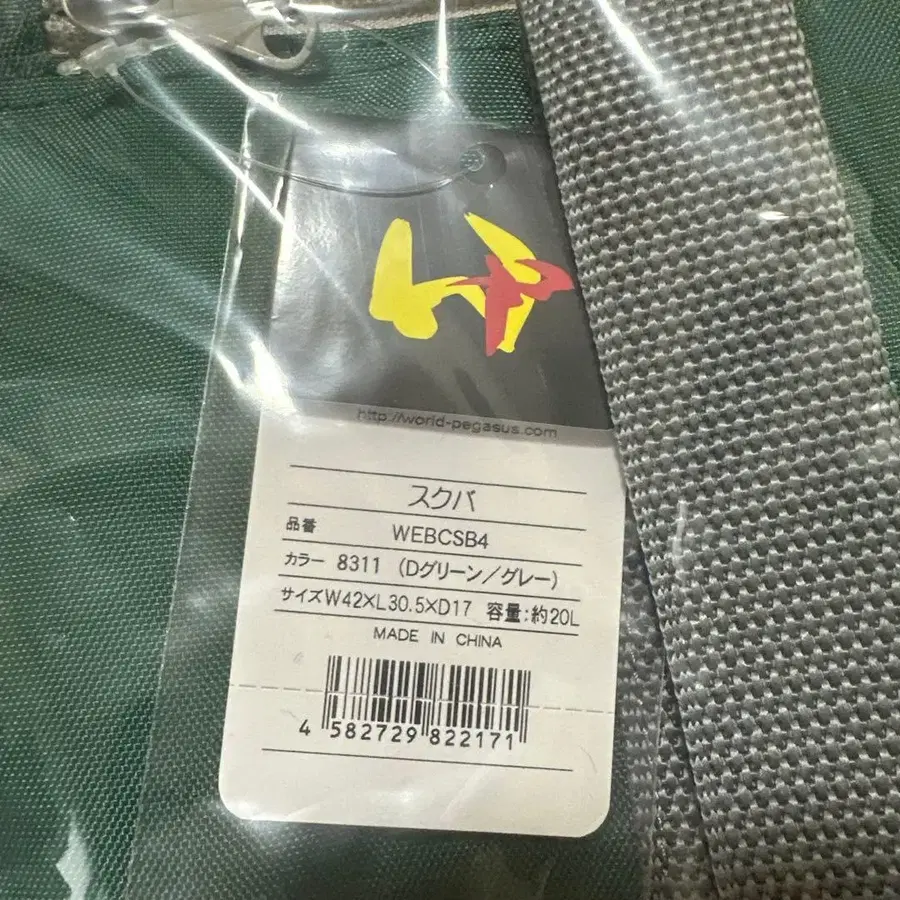 http://world-pegasus.com
スクバ
品番 WEBCSB4
カラー 8311 (Dグリーン/グレー)
サイズW42×L30.5×D17 容量:約20L
MADE IN CHINA
4 582729 822171